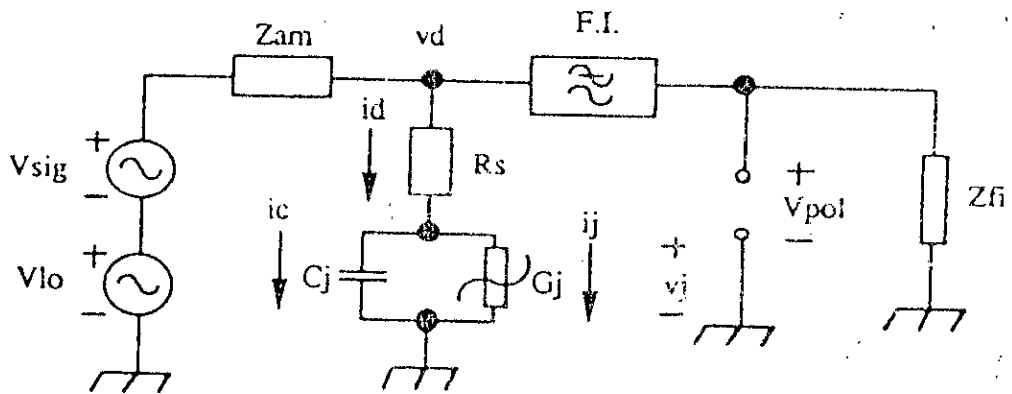 F.I.
Zam
vd
id
Rs
Vsig
+
−
Vlo
+
−
ic
Cj
Gj
ij
+
vj
−
+
Vpol
−
Zfi